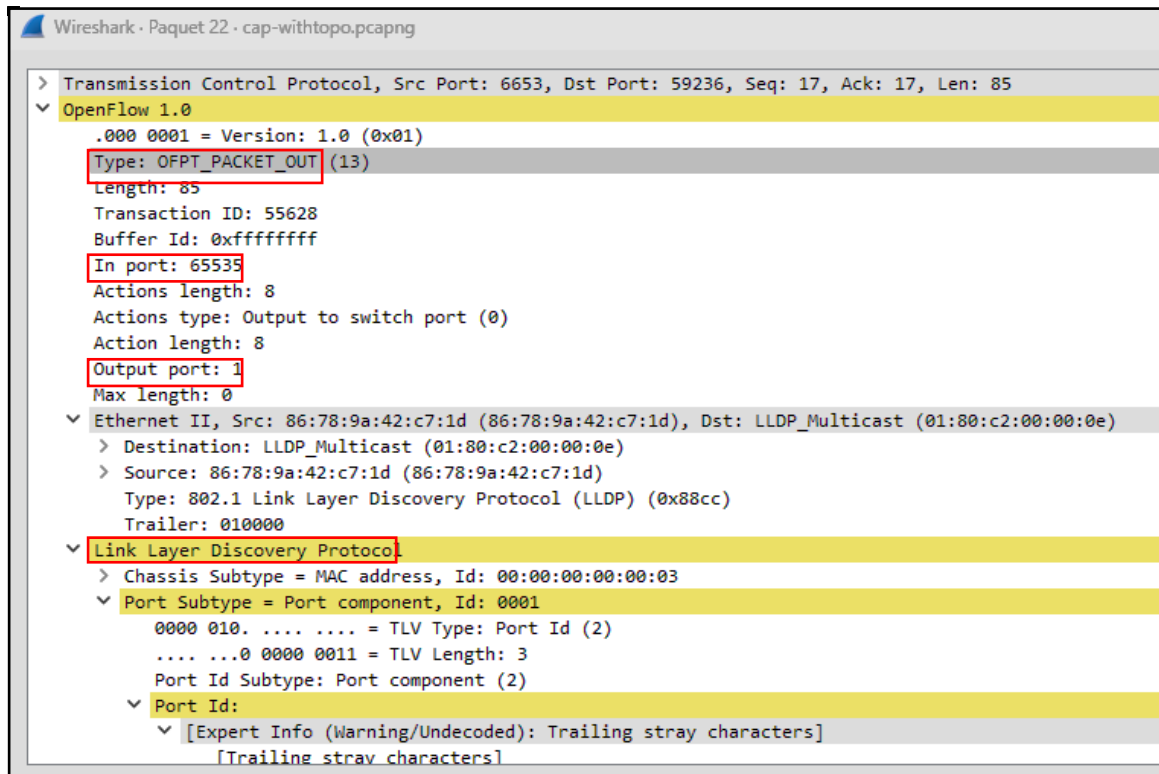 Wireshark · Paquet 22 · cap-withtopo.pcapng
> Transmission Control Protocol, Src Port: 6653, Dst Port: 59236, Seq: 17, Ack: 17, Len: 85
OpenFlow 1.0
.000 0001 = Version: 1.0 (0x01)
Type: OFPT_PACKET_OUT (13)
Length: 85
Transaction ID: 55628
Buffer Id: 0xffffffff
In port: 65535
Actions length: 8
Actions type: Output to switch port (0)
Action length: 8
Output port: 1
Max length: 0
Ethernet II, Src: 86:78:9a:42:c7:1d (86:78:9a:42:c7:1d), Dst: LLDP_Multicast (01:80:c2:00:00:0e)
> Destination: LLDP_Multicast (01:80:c2:00:00:0e)
> Source: 86:78:9a:42:c7:1d (86:78:9a:42:c7:1d)
Type: 802.1 Link Layer Discovery Protocol (LLDP) (0x88cc)
Trailer: 010000
Link Layer Discovery Protocol
> Chassis Subtype = MAC address, Id: 00:00:00:00:00:03
Port Subtype = Port component, Id: 0001
0000 010. .... .... = TLV Type: Port Id (2)
.... ...0 0000 0011 = TLV Length: 3
Port Id Subtype: Port component (2)
Port Id:
[Expert Info (Warning/Undecoded): Trailing stray characters]
[Trailing stray characters]